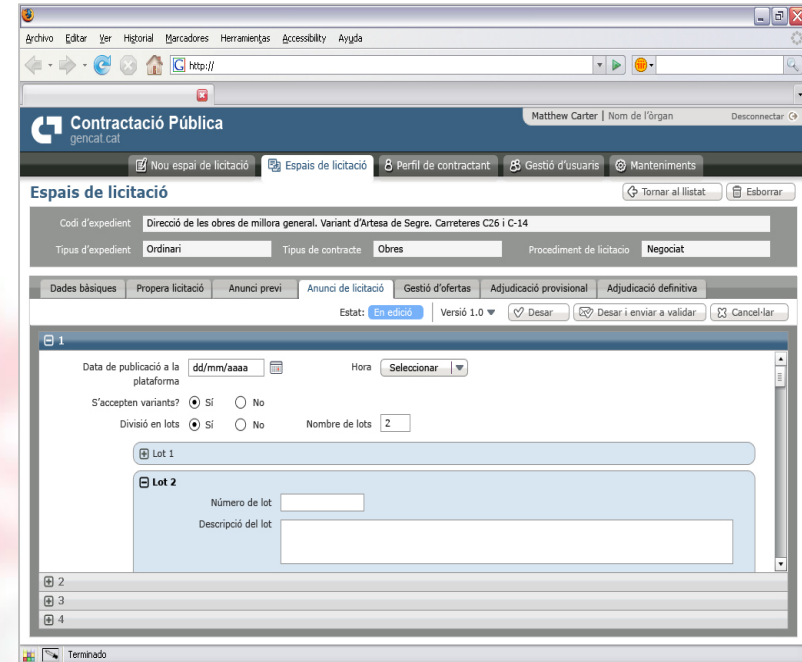 Archivo Editar Ver Historial Marcadores Herramientas Accessibility Ayuda
http://
Contractació Pública
gencat.cat
Matthew Carter | Nom de l'òrgan Desconnectar
Nou espai de licitació Espais de licitació Perfil de contractant Gestió d'usuaris Manteniments
Espais de licitació Tornar al llistat Esborrar
Codi d'expedient Direcció de les obres de millora general. Variant d'Artesa de Segre. Carreteres C26 i C-14
Tipus d'expedient Ordinari Tipus de contracte Obres Procediment de licitacio Negociat
Dades bàsiques Propera licitació Anunci previ Anunci de licitació Gestió d'ofertas Adjudicació provisional Adjudicació definitiva
Estat: En edició Versió 1.0 Desar Desar i enviar a validar Cancel·lar
1
Data de publicació a la plataforma dd/mm/aaaa Hora Seleccionar
S'accepten variants? Sí No
Divisió en lots Sí No Nombre de lots 2
Lot 1
Lot 2
Número de lot
Descripció del lot
2
3
4
Terminado